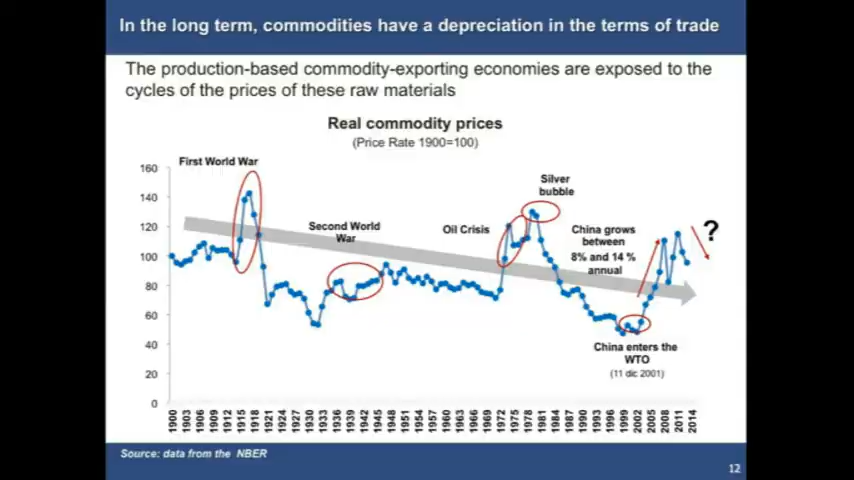 In the long term, commodities have a depreciation in the terms of trade
The production-based commodity-exporting economies are exposed to the
cycles of the prices of these raw materials
Real commodity prices
(Price Rate 1900=100)
First World War
Second World
War
Oil Crisis
Silver
bubble
China grows
between
8% and 14 %
annual
?
China enters the
WTO
(11 dic 2001)
160
140
120
100
80
60
40
20
0
1900 1903 1906 1909 1912 1915 1918 1921 1924 1927 1930 1933 1936 1939 1942 1945 1948 1951 1954 1957 1960 1963 1966 1969 1972 1975 1978 1981 1984 1987 1990 1993 1996 1999 2002 2005 2008 2011 2014
Source: data from the NBER
12